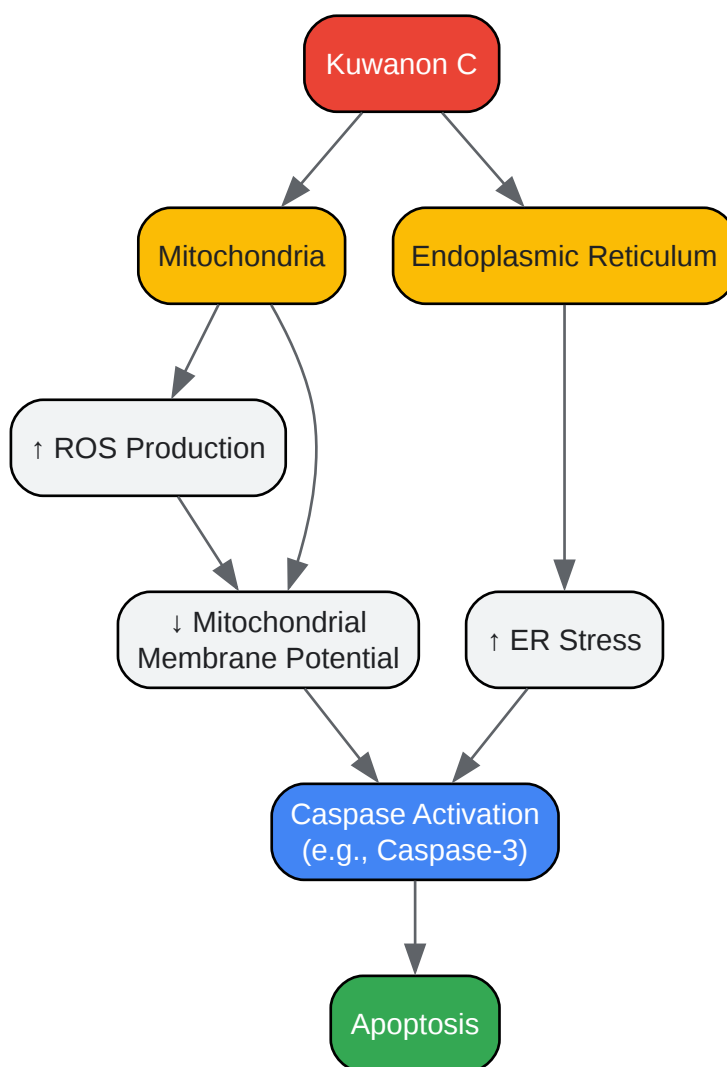 Kuwanon C
Mitochondria
Endoplasmic Reticulum
↑ ROS Production
↓ Mitochondrial
Membrane Potential
↑ ER Stress
Caspase Activation
(e.g., Caspase-3)
Apoptosis